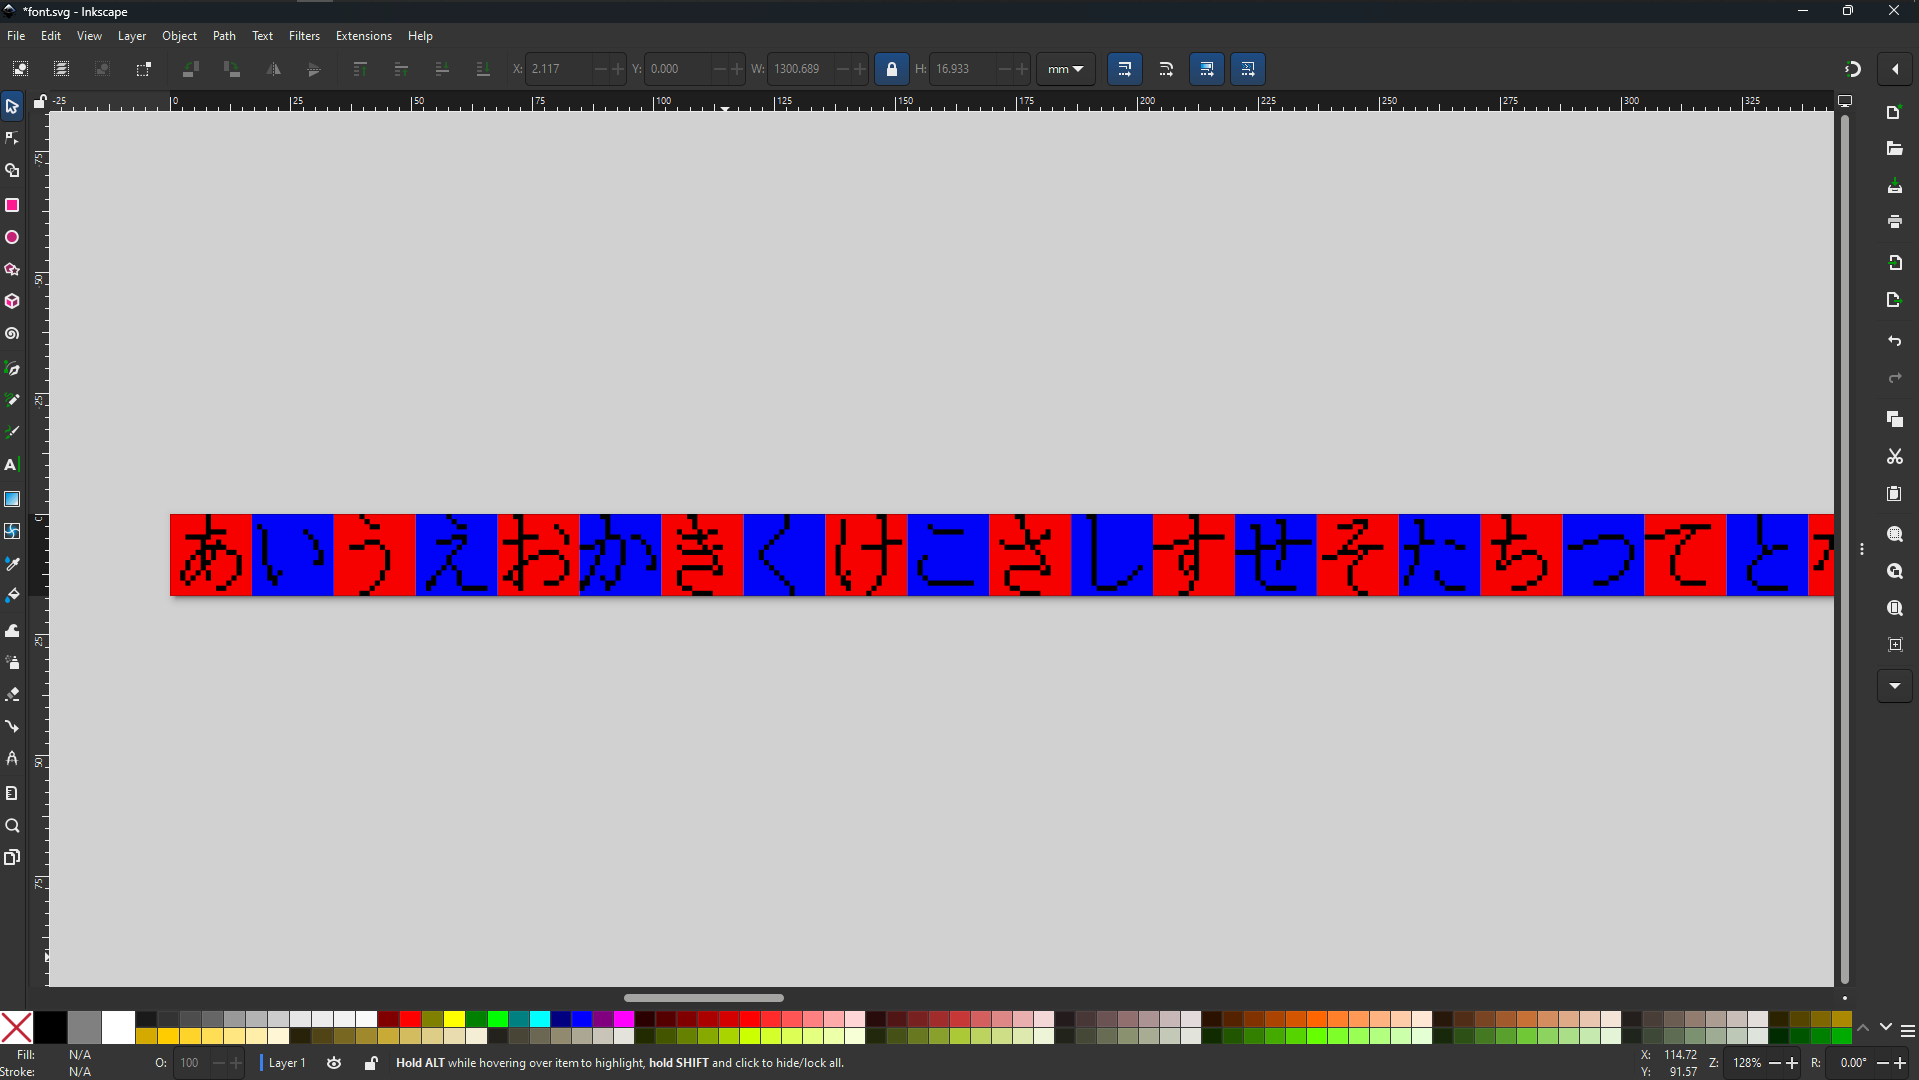 *font.svg - Inkscape
File Edit View Layer Object Path Text Filters Extensions Help
X: 2.117 Y: 0.000 W: 1300.689 H: 16.933 mm
-25 0 25 50 75 100 125 150 175 200 225 250 275 300 325
-75
-50
-25
0
25
50
75
あいうえおかきくけこさしすせそたちつてと
Fill: N/A O: 100 Layer 1 Hold ALT while hovering over item to highlight, hold SHIFT and click to hide/lock all. X: 114.72 Z: 128% R: 0.00°
Stroke: N/A Y: 91.57